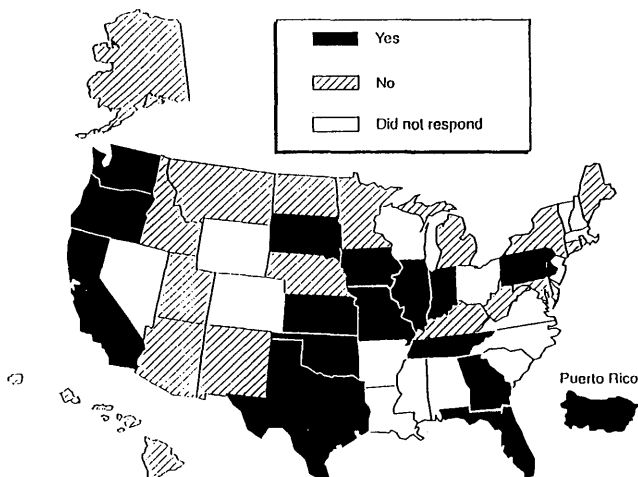 Yes
No
Did not respond
Puerto Rico